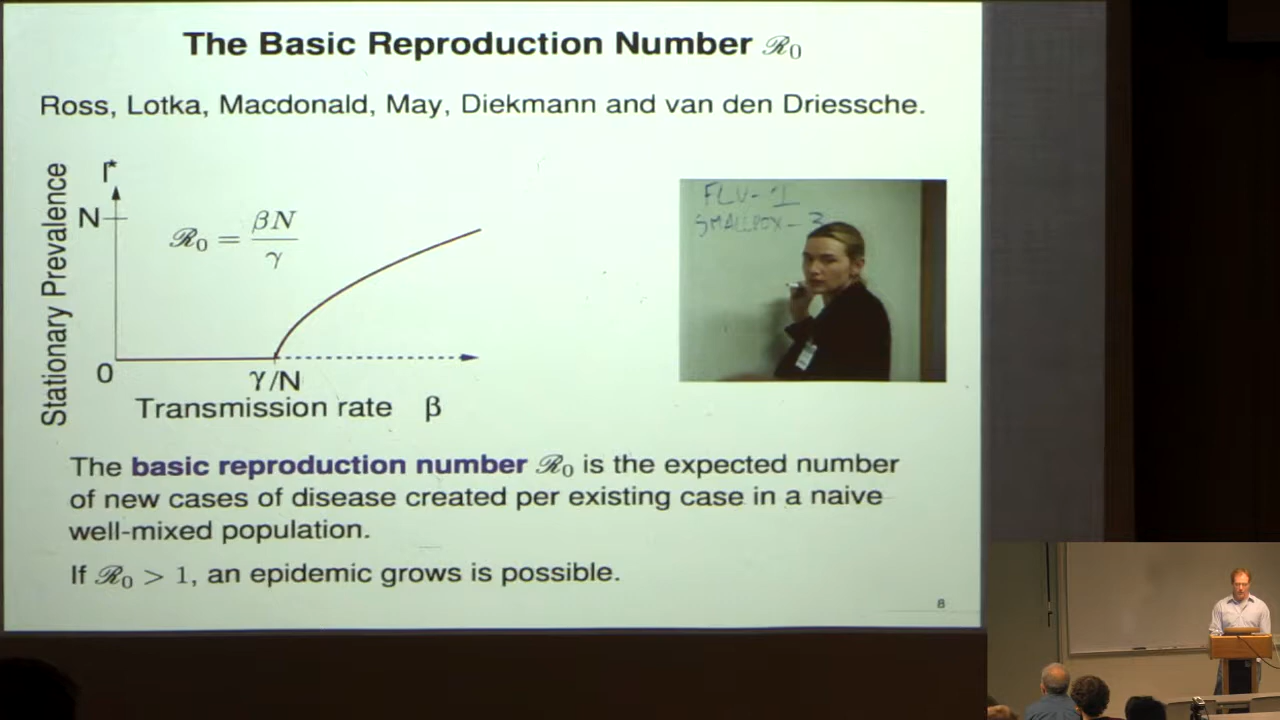 The Basic Reproduction Number ℛ₀
Ross, Lotka, Macdonald, May, Diekmann and van den Driessche.
Stationary Prevalence
I*
N
ℛ₀ = βN/γ
0
γ/N
Transmission rate β
FLU - 1
SMALLPOX - 3
The basic reproduction number ℛ₀ is the expected number
of new cases of disease created per existing case in a naive
well-mixed population.
If ℛ₀ > 1, an epidemic grows is possible.
8